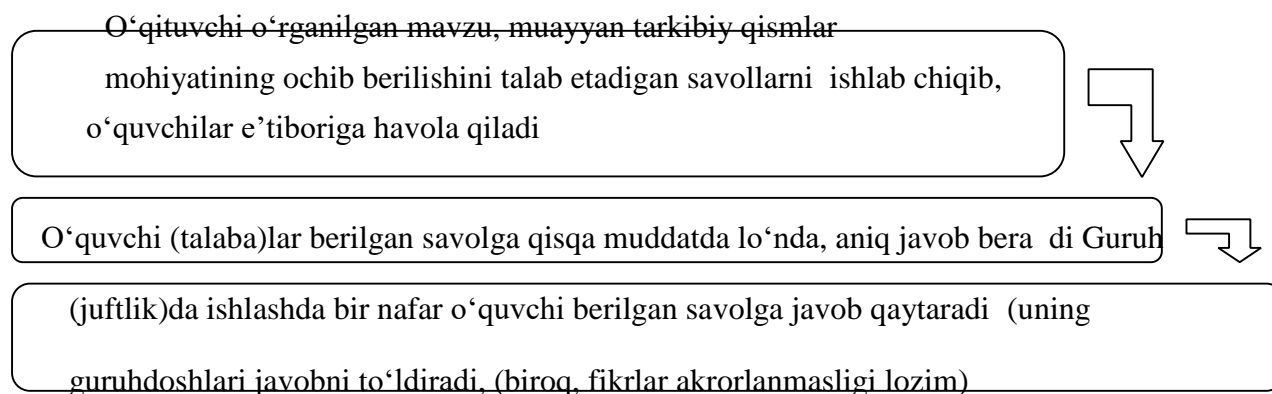 O‘qituvchi o‘rganilgan mavzu, muayyan tarkibiy qismlar
mohiyatining ochib berilishini talab etadigan savollarni ishlab chiqib,
o‘quvchilar e’tiboriga havola qiladi
O‘quvchi (talaba)lar berilgan savolga qisqa muddatda lo‘nda, aniq javob bera di Guruh
(juftlik)da ishlashda bir nafar o‘quvchi berilgan savolga javob qaytaradi (uning
guruhdoshlari javobni to‘ldiradi, (biroq, fikrlar akrorlanmasligi lozim)